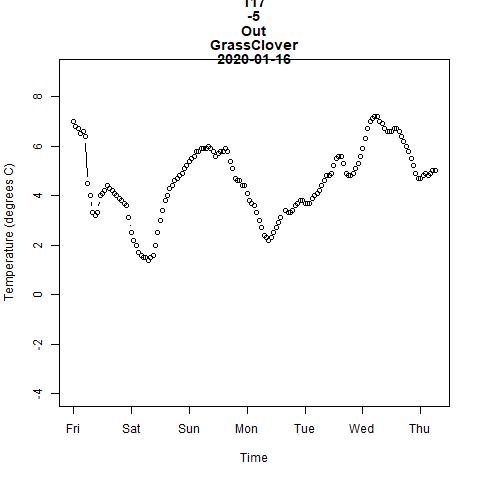 117
-5
Out
GrassClover
2020-01-16
Temperature (degrees C)
8
6
4
2
0
-2
-4
Fri Sat Sun Mon Tue Wed Thu
Time